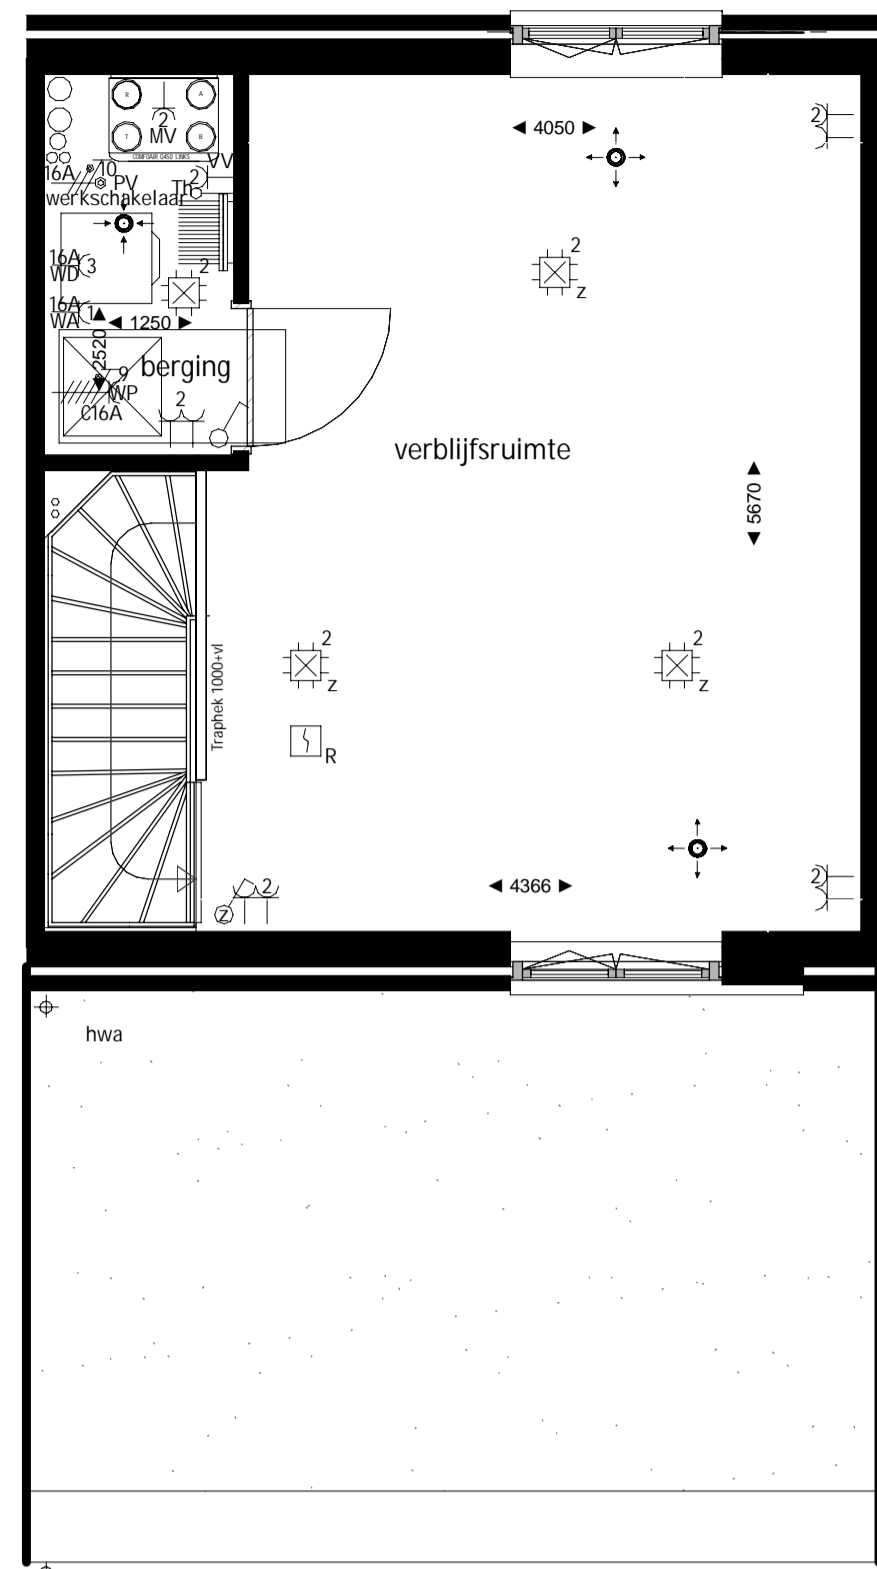 R
A
2
MV
T
B
COMFOAIR Q450 LINKS
VV
16A
10
PV
Th
2
werkschakelaar
2
4050
2
2
z
16A
WD
3
16A
WA
1
1250
2520
berging
9
WP
C16A
2
verblijfsruimte
5670
Traphek 1000+vl
2
z
2
z
R
z
2
4366
2
hwa